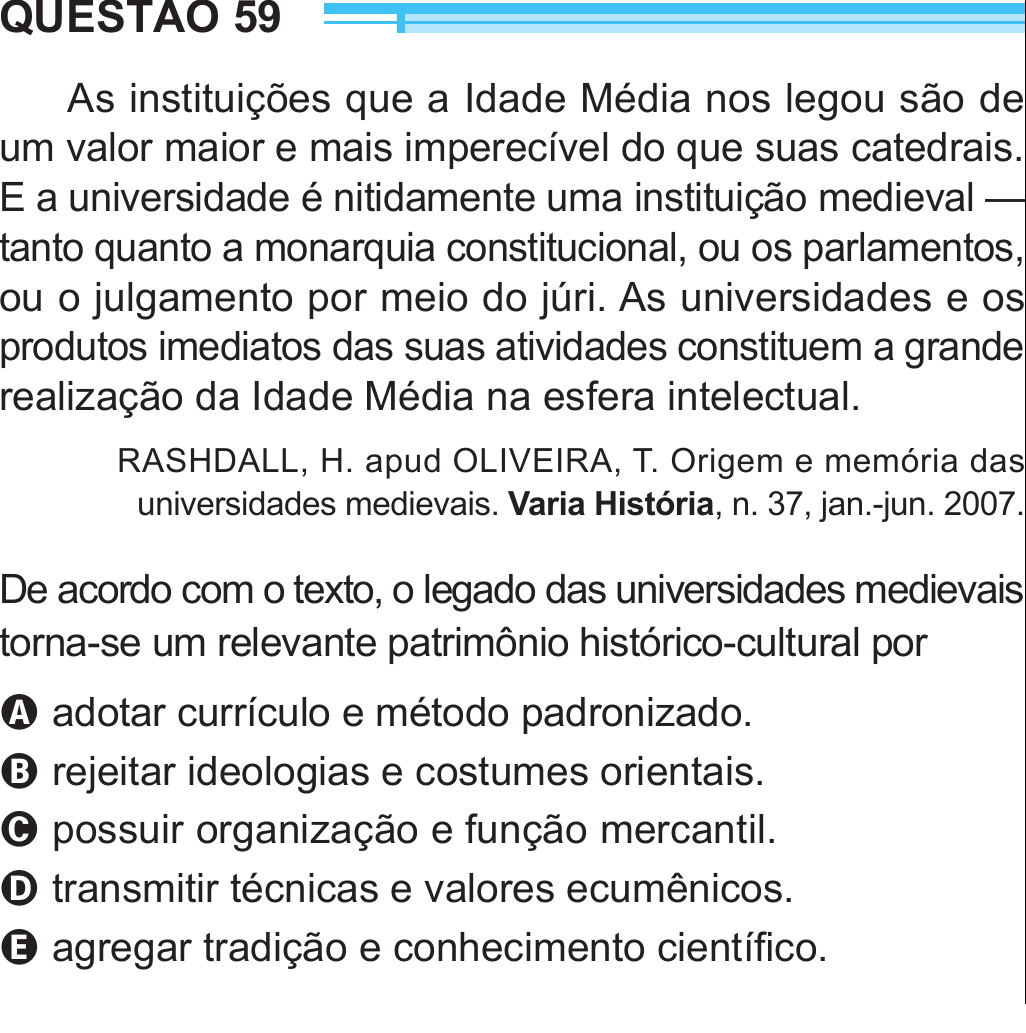 QUESTÃO 59
As instituições que a Idade Média nos legou são de
um valor maior e mais imperecível do que suas catedrais.
E a universidade é nitidamente uma instituição medieval —
tanto quanto a monarquia constitucional, ou os parlamentos,
ou o julgamento por meio do júri. As universidades e os
produtos imediatos das suas atividades constituem a grande
realização da Idade Média na esfera intelectual.
RASHDALL, H. apud OLIVEIRA, T. Origem e memória das
universidades medievais. Varia História, n. 37, jan.-jun. 2007.
De acordo com o texto, o legado das universidades medievais
torna-se um relevante patrimônio histórico-cultural por
A adotar currículo e método padronizado.
B rejeitar ideologias e costumes orientais.
C possuir organização e função mercantil.
D transmitir técnicas e valores ecumênicos.
E agregar tradição e conhecimento científico.